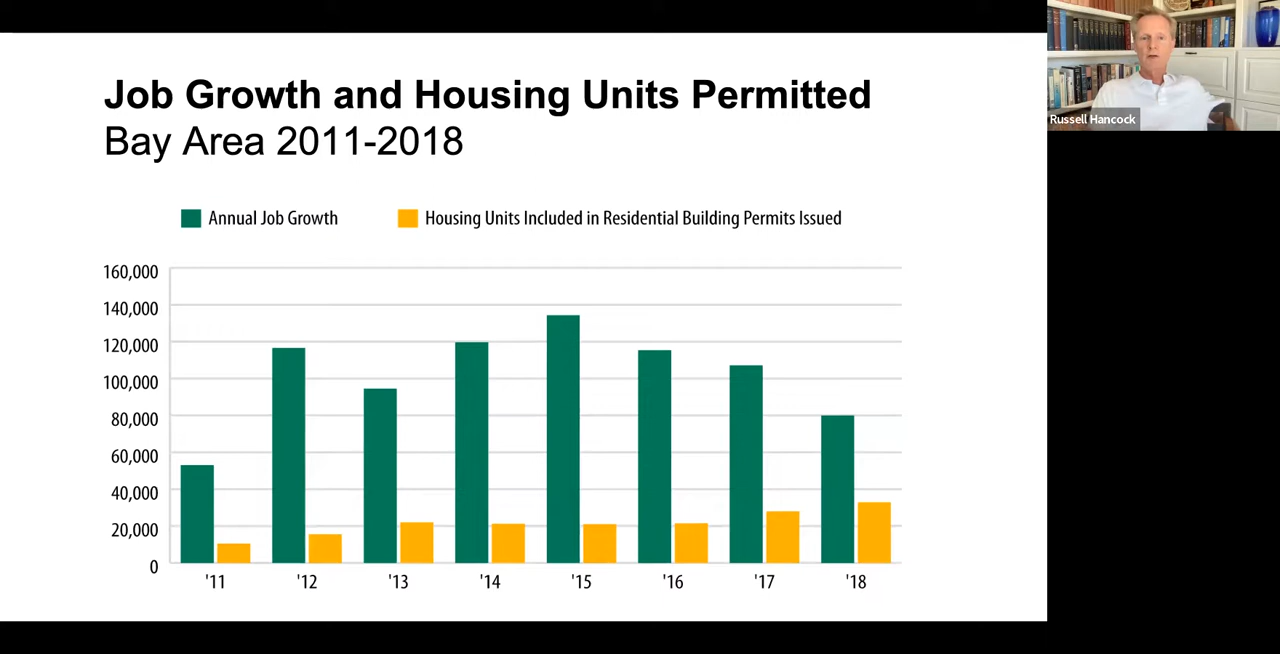 Job Growth and Housing Units Permitted
Bay Area 2011-2018
Russell Hancock
Annual Job Growth
Housing Units Included in Residential Building Permits Issued
160,000
140,000
120,000
100,000
80,000
60,000
40,000
20,000
0
'11 '12 '13 '14 '15 '16 '17 '18